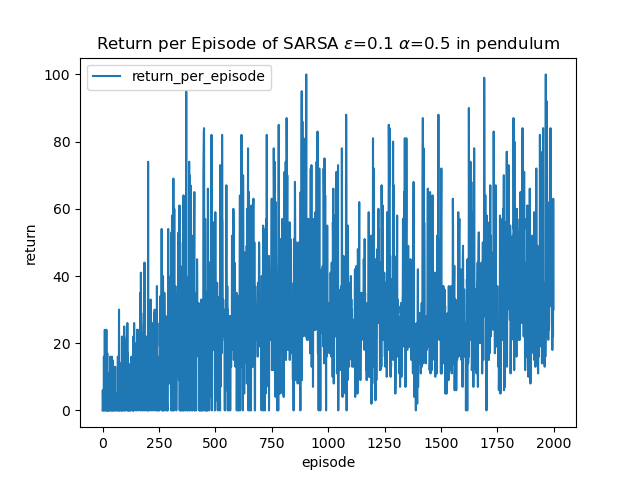 Return per Episode of SARSA ε=0.1 α=0.5 in pendulum
return_per_episode
100
80
60
40
20
0
return
0 250 500 750 1000 1250 1500 1750 2000
episode